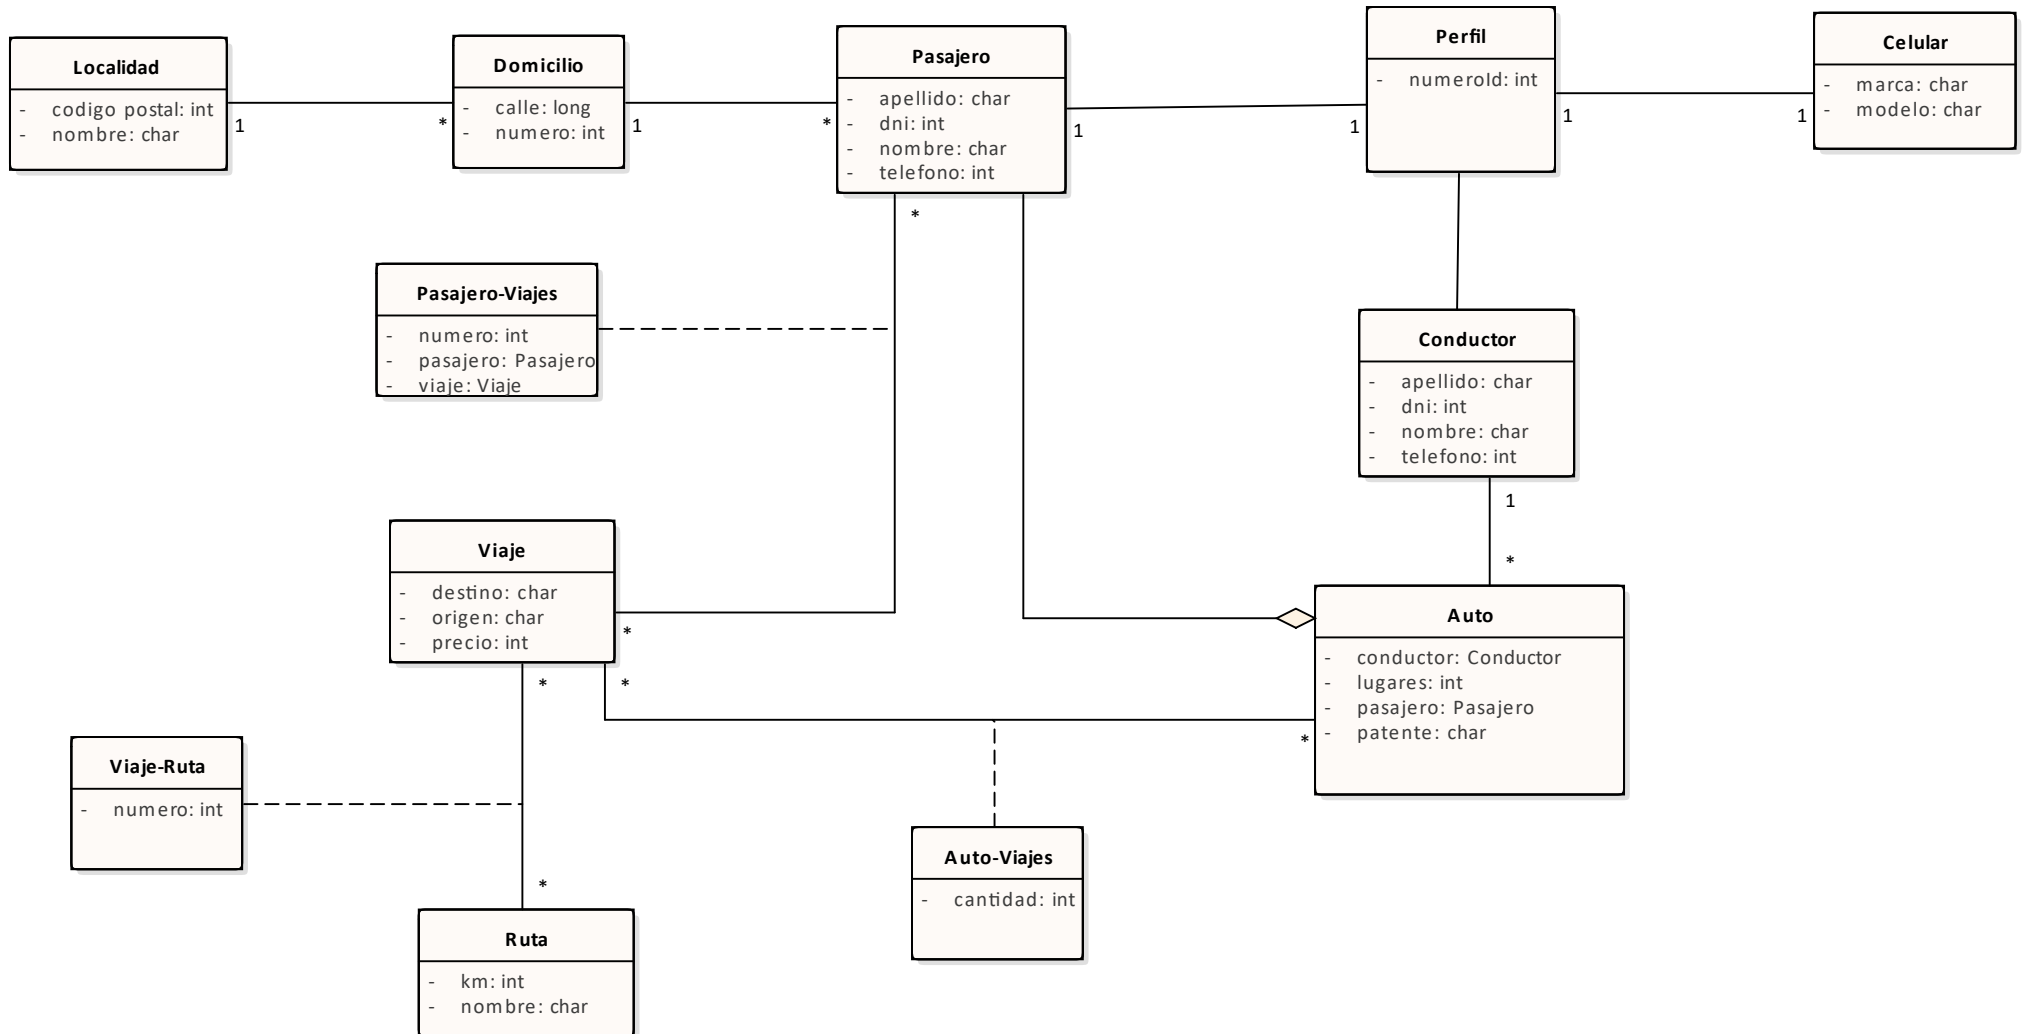 Localidad
- codigo postal: int
- nombre: char
1
*
Domicilio
- calle: long
- numero: int
1
*
Pasajero
- apellido: char
- dni: int
- nombre: char
- telefono: int
1
1
*
Perfil
- numeroId: int
1
1
Celular
- marca: char
- modelo: char
Pasajero-Viajes
- numero: int
- pasajero: Pasajero
- viaje: Viaje
Conductor
- apellido: char
- dni: int
- nombre: char
- telefono: int
1
*
Viaje
- destino: char
- origen: char
- precio: int
*
*
*
Auto
- conductor: Conductor
- lugares: int
- pasajero: Pasajero
- patente: char
*
Viaje-Ruta
- numero: int
*
Auto-Viajes
- cantidad: int
Ruta
- km: int
- nombre: char